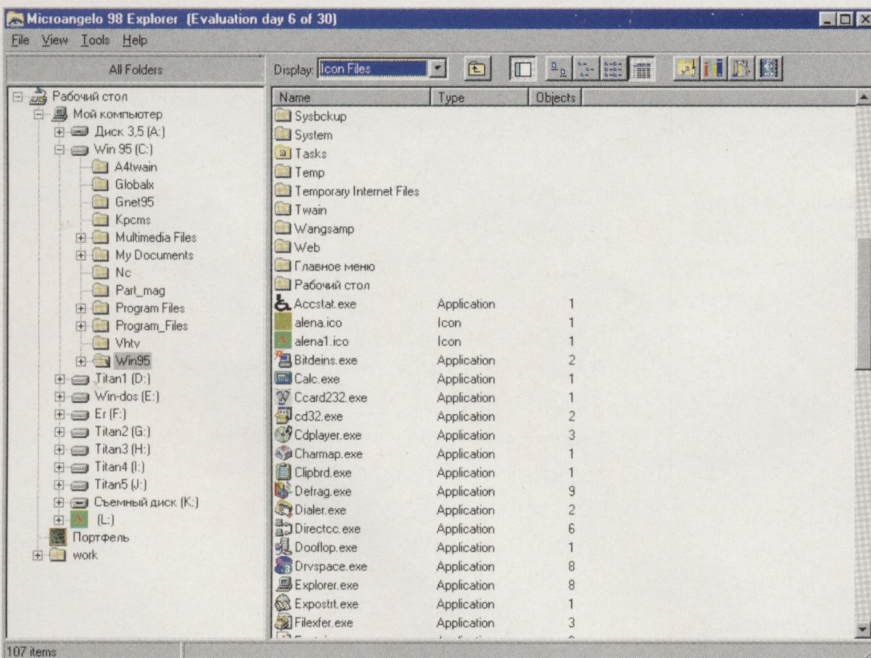 Microangelo 98 Explorer (Evaluation day 6 of 30)
File View Tools Help
All Folders
Display: Icon Files
Рабочий стол
Мой компьютер
Диск 3,5 (A:)
Win 95 (C:)
A4twain
Globalx
Gnet95
Kpcms
Multimedia Files
My Documents
Nc
Part_mag
Program Files
Program_Files
Vhtv
Win95
Titan1 (D:)
Win-dos (E:)
Er (F:)
Titan2 (G:)
Titan3 (H:)
Titan4 (I:)
Titan5 (J:)
Съемный диск (K:)
(L:)
Портфель
work
Name Type Objects
Sysbckup
System
Tasks
Temp
Temporary Internet Files
Twain
Wangsamp
Web
Главное меню
Рабочий стол
Accstat.exe Application 1
alena.ico Icon 1
alena1.ico Icon 1
Bitdeins.exe Application 2
Calc.exe Application 1
Ccard232.exe Application 1
cd32.exe Application 2
Cdplayer.exe Application 3
Charmap.exe Application 1
Clipbrd.exe Application 1
Defrag.exe Application 9
Dialer.exe Application 2
Directcc.exe Application 6
Dooflop.exe Application 1
Drvspace.exe Application 8
Explorer.exe Application 8
Expostrt.exe Application 1
Filexfer.exe Application 3
107 items